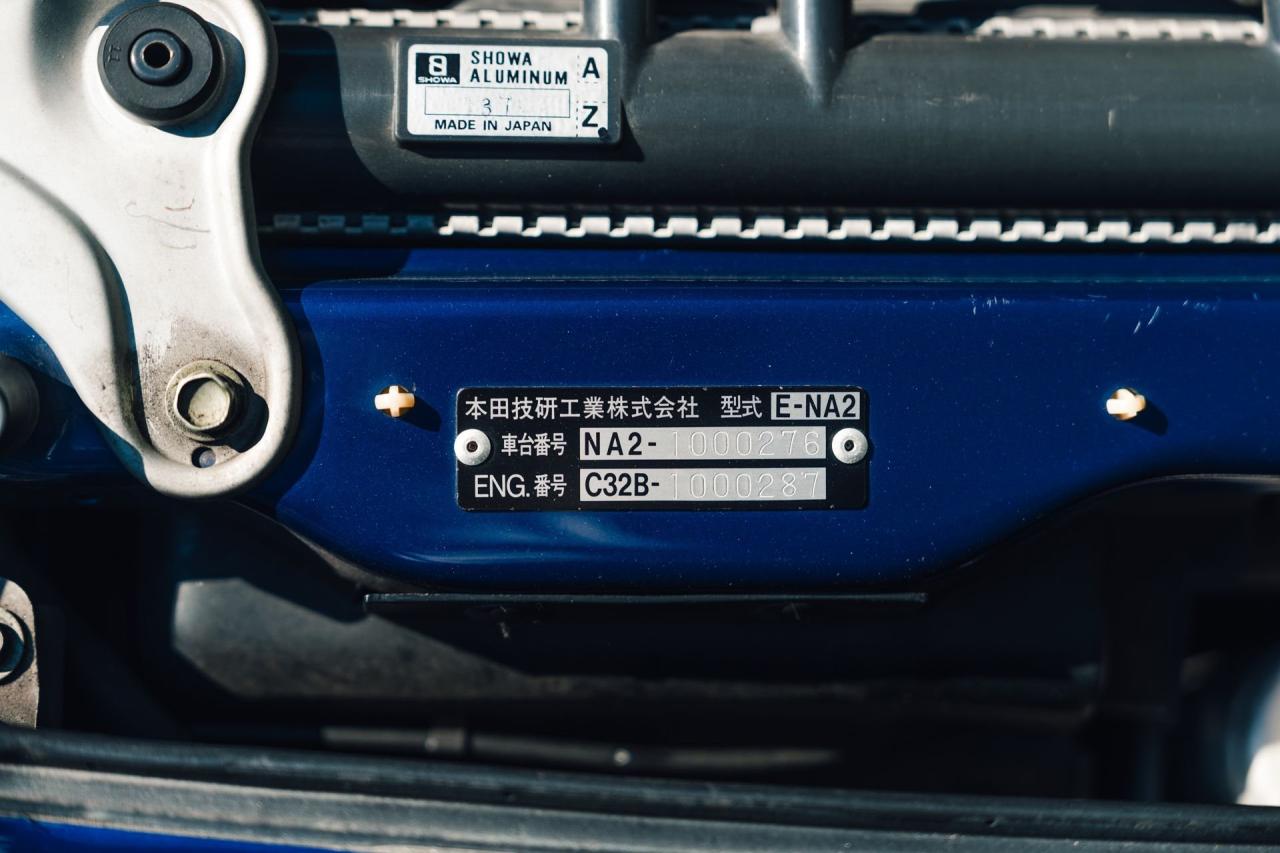 SHOWA
SHOWA
ALUMINUM
A
Z
MADE IN JAPAN
本田技研工業株式会社 型式 E-NA2
車台番号 NA2-1000276
ENG.番号 C32B-1000287